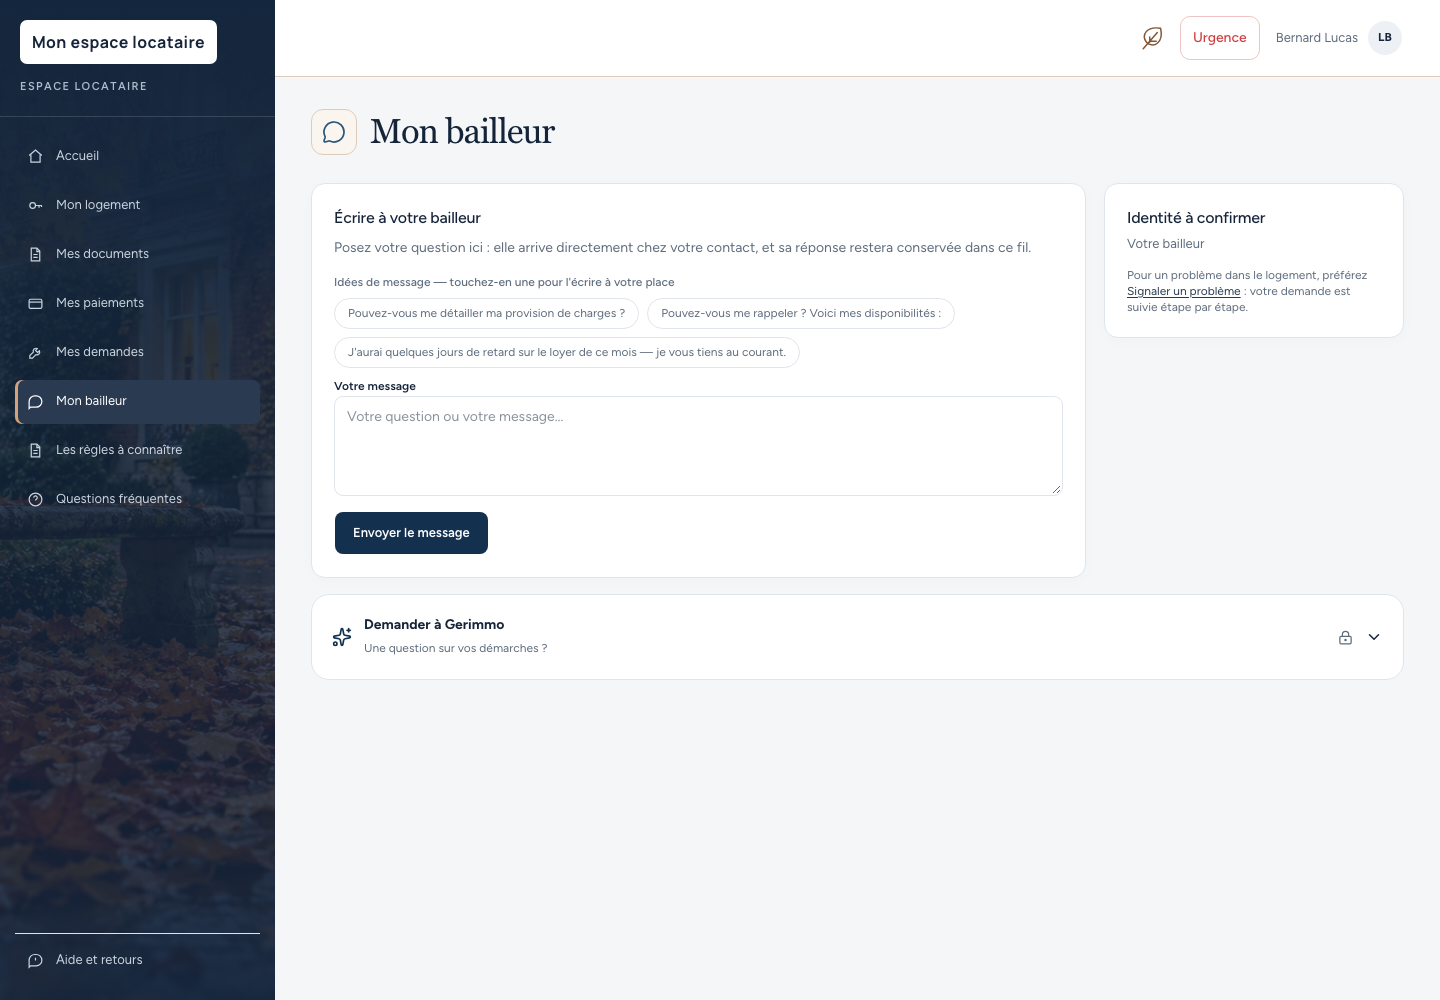 Mon espace locataire
ESPACE LOCATAIRE
Accueil
Mon logement
Mes documents
Mes paiements
Mes demandes
Mon bailleur
Les règles à connaître
Questions fréquentes
Aide et retours
Urgence
Bernard Lucas
LB
Mon bailleur
Écrire à votre bailleur
Posez votre question ici : elle arrive directement chez votre contact, et sa réponse restera conservée dans ce fil.
Idées de message — touchez-en une pour l'écrire à votre place
Pouvez-vous me détailler ma provision de charges ?
Pouvez-vous me rappeler ? Voici mes disponibilités :
J'aurai quelques jours de retard sur le loyer de ce mois — je vous tiens au courant.
Votre message
Votre question ou votre message…
Envoyer le message
Identité à confirmer
Votre bailleur
Pour un problème dans le logement, préférez
Signaler un problème : votre demande est
suivie étape par étape.
Demander à Gerimmo
Une question sur vos démarches ?